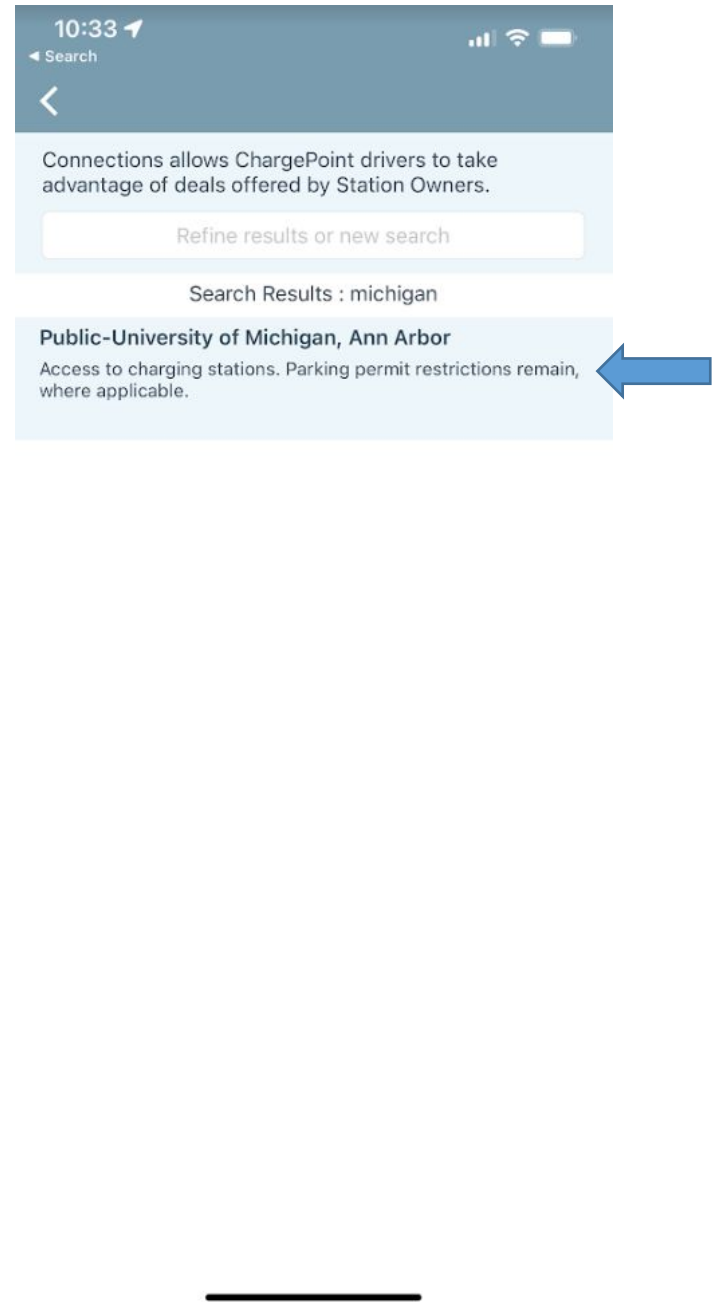 10:33
◀ Search
Connections allows ChargePoint drivers to take
advantage of deals offered by Station Owners.
Refine results or new search
Search Results : michigan
Public-University of Michigan, Ann Arbor
Access to charging stations. Parking permit restrictions remain,
where applicable.